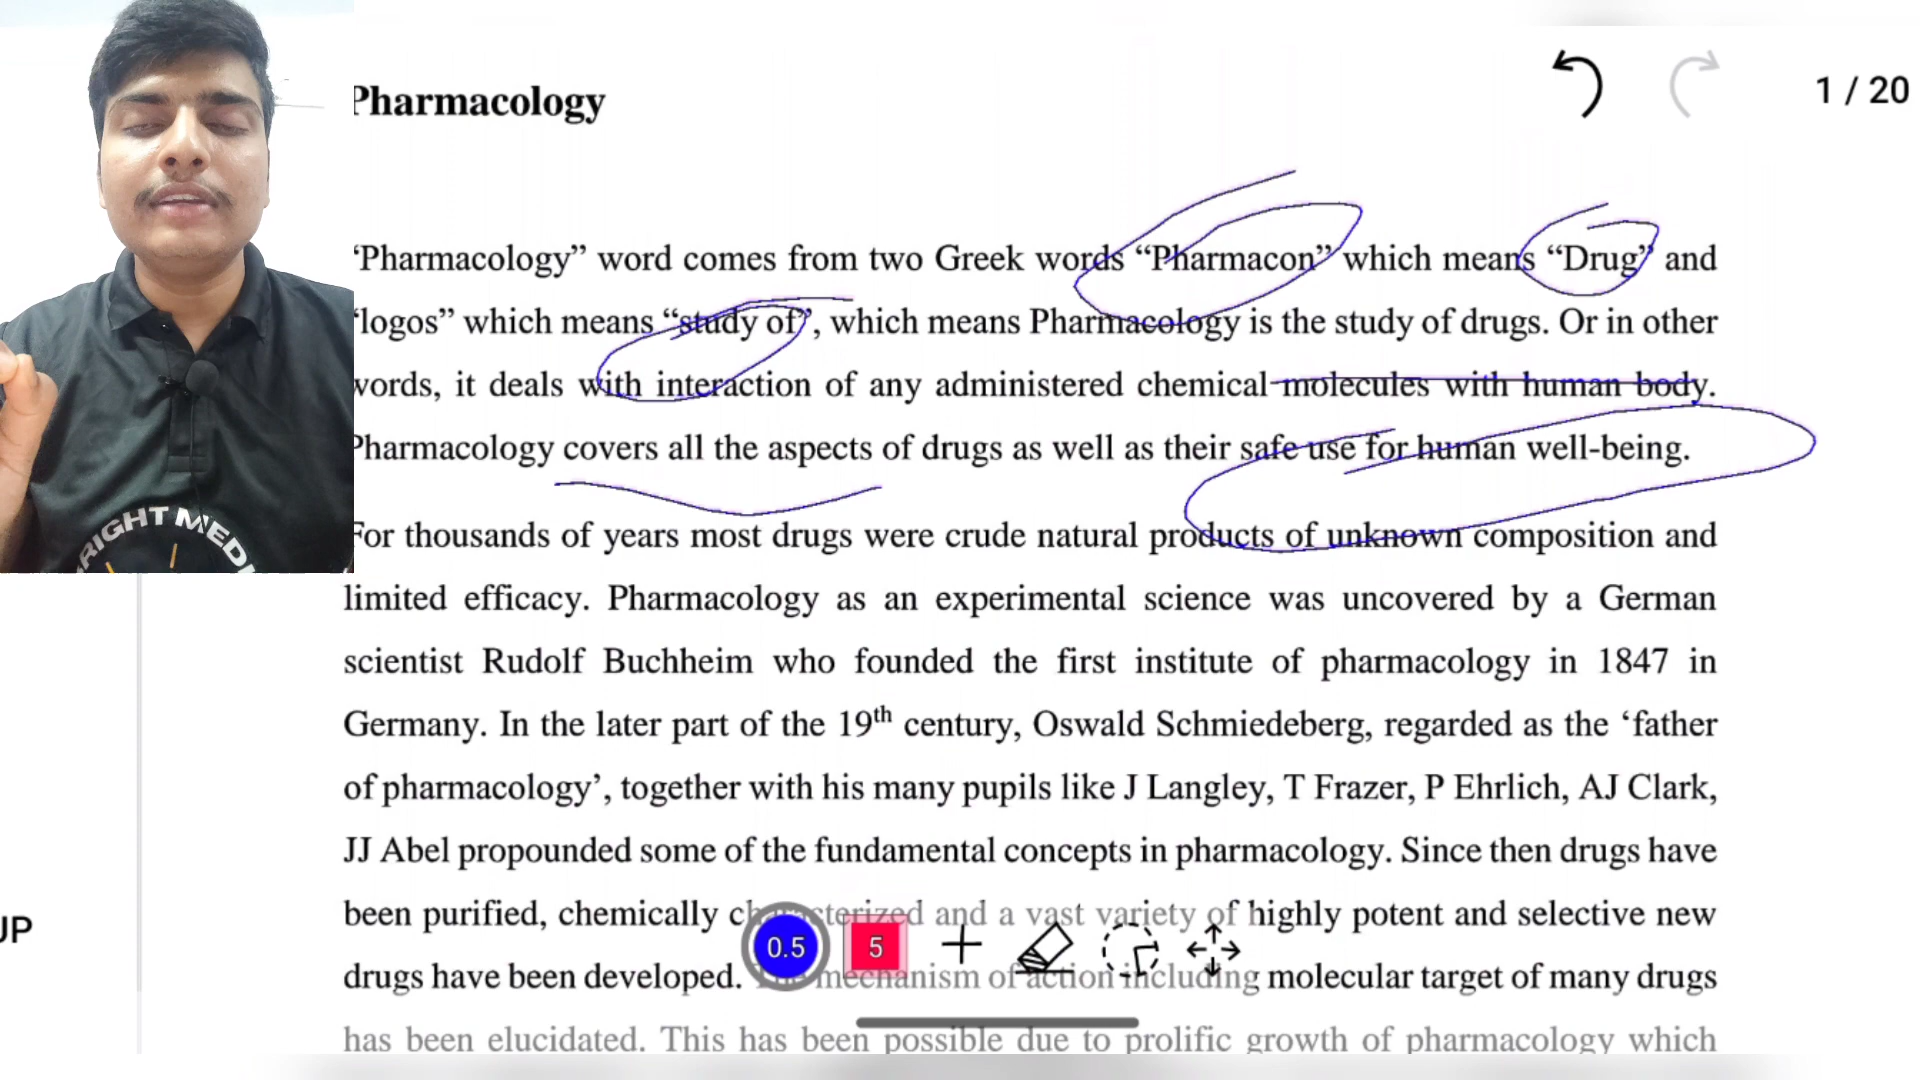 Pharmacology
1 / 20
‘Pharmacology” word comes from two Greek words “Pharmacon” which means “Drug” and
‘logos” which means “study of”, which means Pharmacology is the study of drugs. Or in other
words, it deals with interaction of any administered chemical molecules with human body.
Pharmacology covers all the aspects of drugs as well as their safe use for human well-being.
For thousands of years most drugs were crude natural products of unknown composition and
limited efficacy. Pharmacology as an experimental science was uncovered by a German
scientist Rudolf Buchheim who founded the first institute of pharmacology in 1847 in
Germany. In the later part of the 19th century, Oswald Schmiedeberg, regarded as the ‘father
of pharmacology’, together with his many pupils like J Langley, T Frazer, P Ehrlich, AJ Clark,
JJ Abel propounded some of the fundamental concepts in pharmacology. Since then drugs have
been purified, chemically characterized and a vast variety of highly potent and selective new
drugs have been developed. The mechanism of action including molecular target of many drugs
has been elucidated. This has been possible due to prolific growth of pharmacology which
RIGHT MEDI
UP
0.5
5